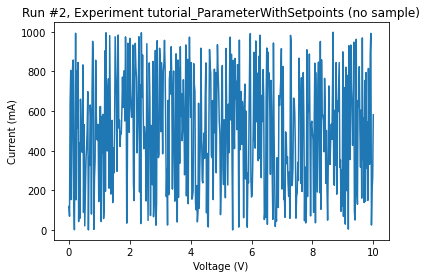 Run #2, Experiment tutorial_ParameterWithSetpoints (no sample)
1000
800
600
400
200
0
Current (mA)
0 2 4 6 8 10
Voltage (V)